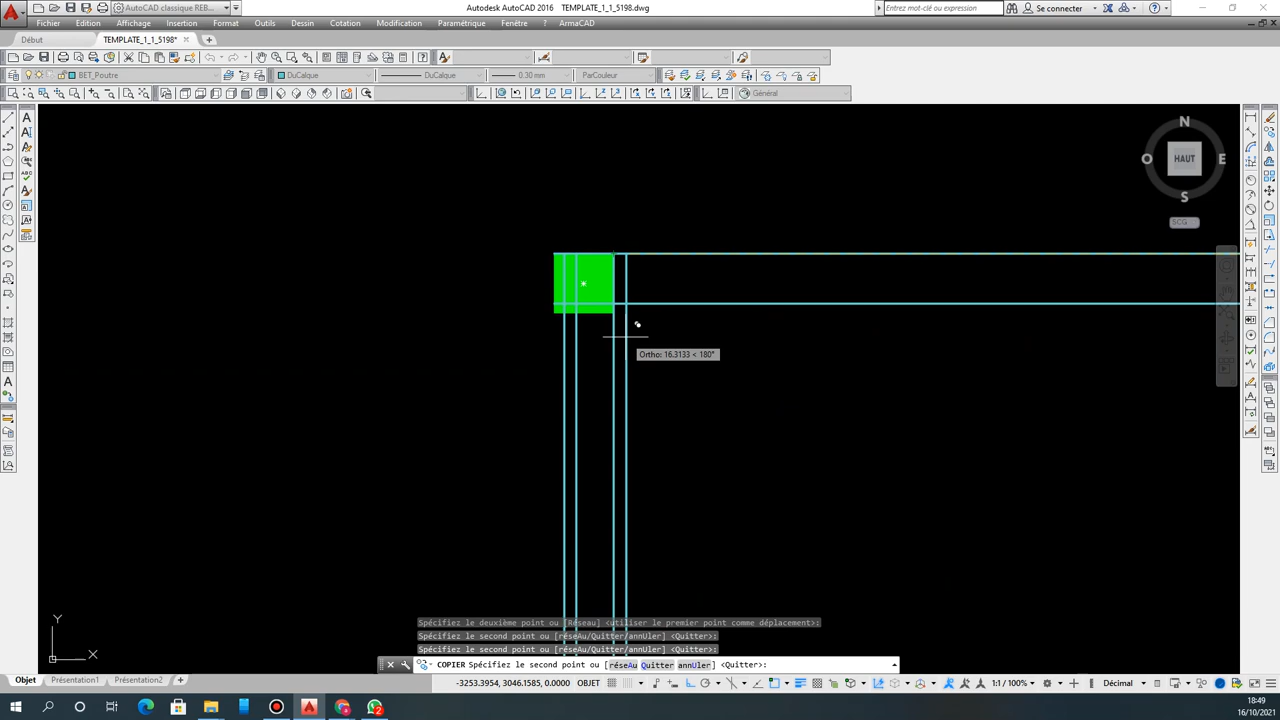 AutoCAD classique REB...
Autodesk AutoCAD 2016 TEMPLATE_1_1_5198.dwg
Entrez mot-clé ou expression
Se connecter
Fichier Edition Affichage Insertion Format Outils Dessin Cotation Modification Paramétrique Fenêtre ? ArmaCAD
Début TEMPLATE_1_1_5198*
BET_Poutre DuCalque DuCalque 0.30 mm ParCouleur
Général
N
O HAUT E
S
SCG
Ortho: 16.3133 < 180°
Y
X
Spécifiez le deuxième point ou [Réseau] <utiliser le premier point comme déplacement>:
Spécifiez le second point ou [réseAu/Quitter/annUler] <Quitter>:
Spécifiez le second point ou [réseAu/Quitter/annUler] <Quitter>:
COPIER Spécifiez le second point ou [réseAu Quitter annUler] <Quitter>:
Objet Présentation1 Présentation2
-3253.3954, 3046.1585, 0.0000 OBJET
1:1 / 100%
Décimal
18:49
16/10/2021